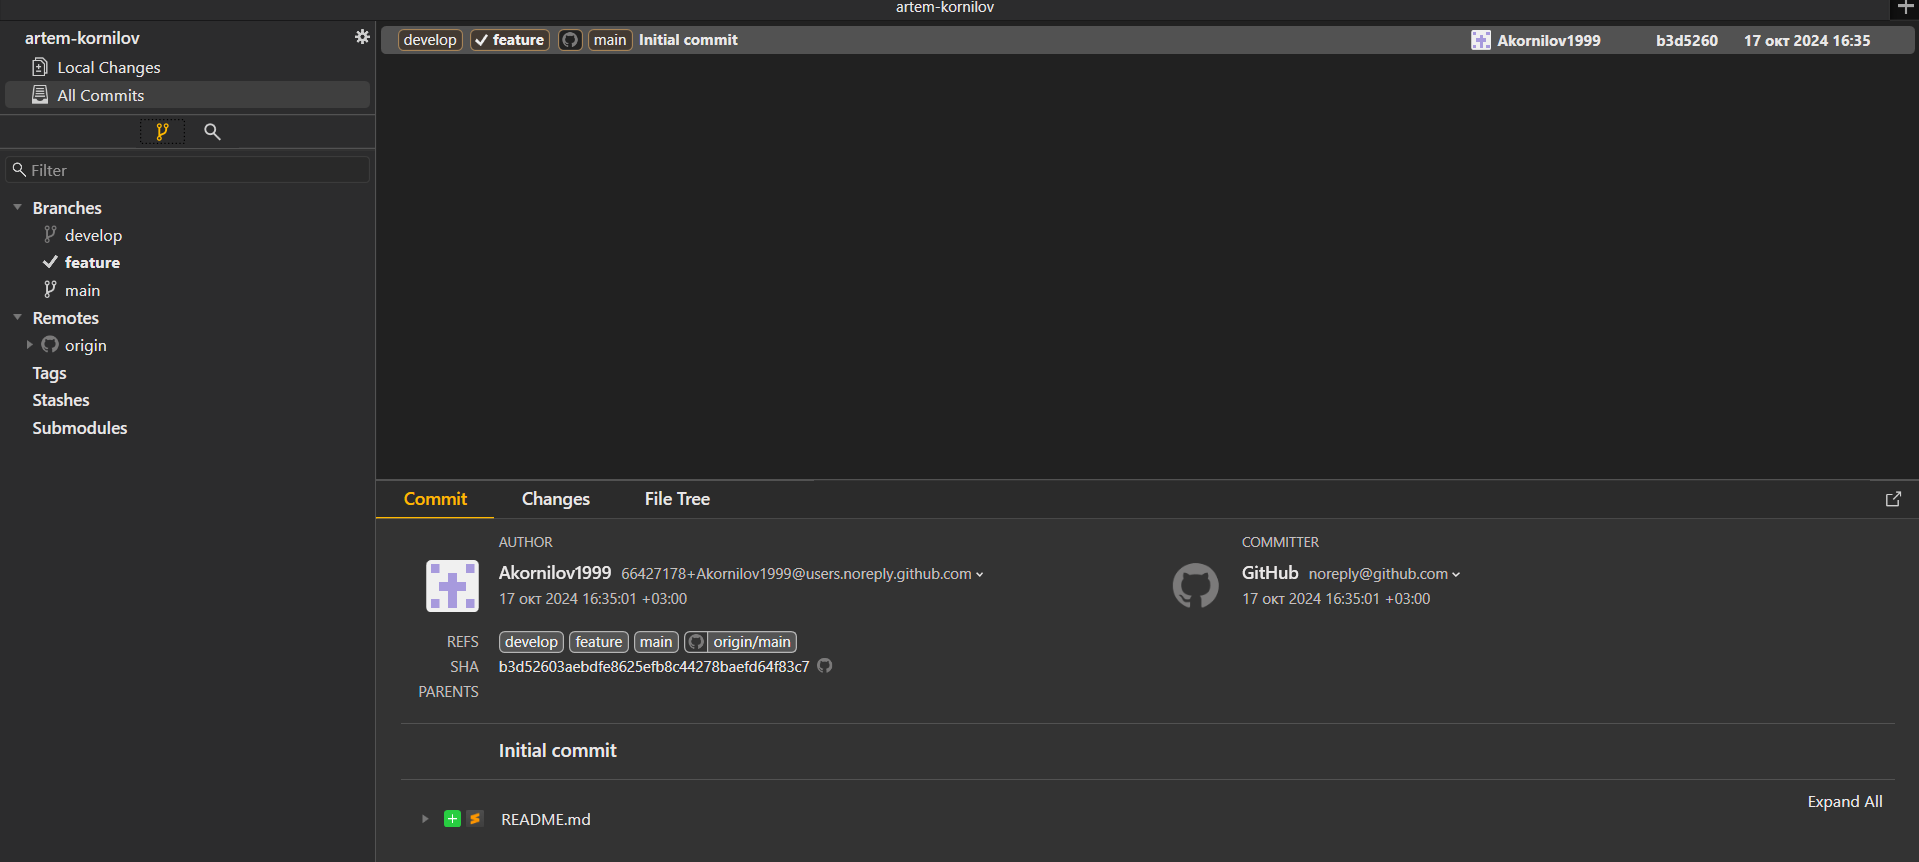 artem-kornilov
artem-kornilov
Local Changes
All Commits
Filter
Branches
develop
feature
main
Remotes
origin
Tags
Stashes
Submodules
develop feature main Initial commit Akornilov1999 b3d5260 17 окт 2024 16:35
Commit Changes File Tree
AUTHOR
Akornilov1999 66427178+Akornilov1999@users.noreply.github.com
17 окт 2024 16:35:01 +03:00
COMMITTER
GitHub noreply@github.com
17 окт 2024 16:35:01 +03:00
REFS develop feature main origin/main
SHA b3d52603aebdfe8625efb8c44278baefd64f83c7
PARENTS
Initial commit
Expand All
README.md